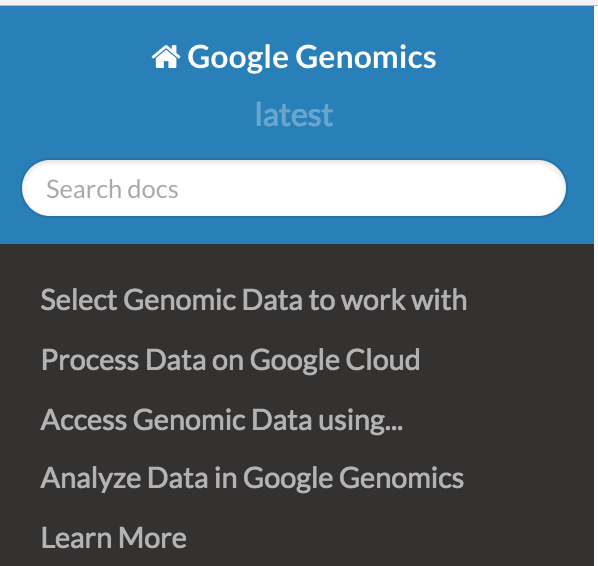 Google Genomics
latest
Search docs
Select Genomic Data to work with
Process Data on Google Cloud
Access Genomic Data using...
Analyze Data in Google Genomics
Learn More